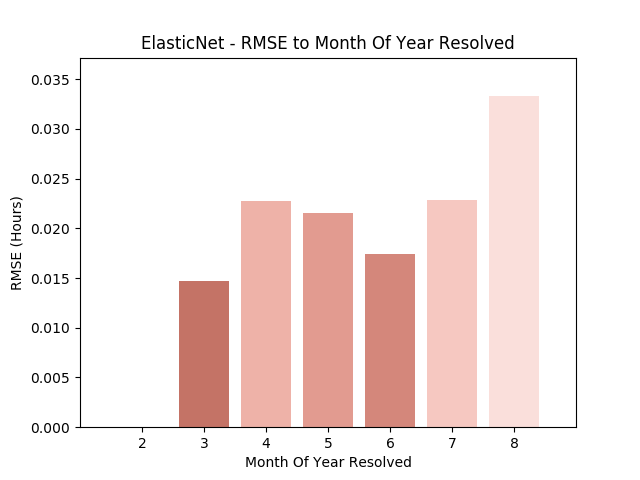 ElasticNet - RMSE to Month Of Year Resolved
0.035
0.030
0.025
0.020
0.015
0.010
0.005
0.000
RMSE (Hours)
2 3 4 5 6 7 8
Month Of Year Resolved